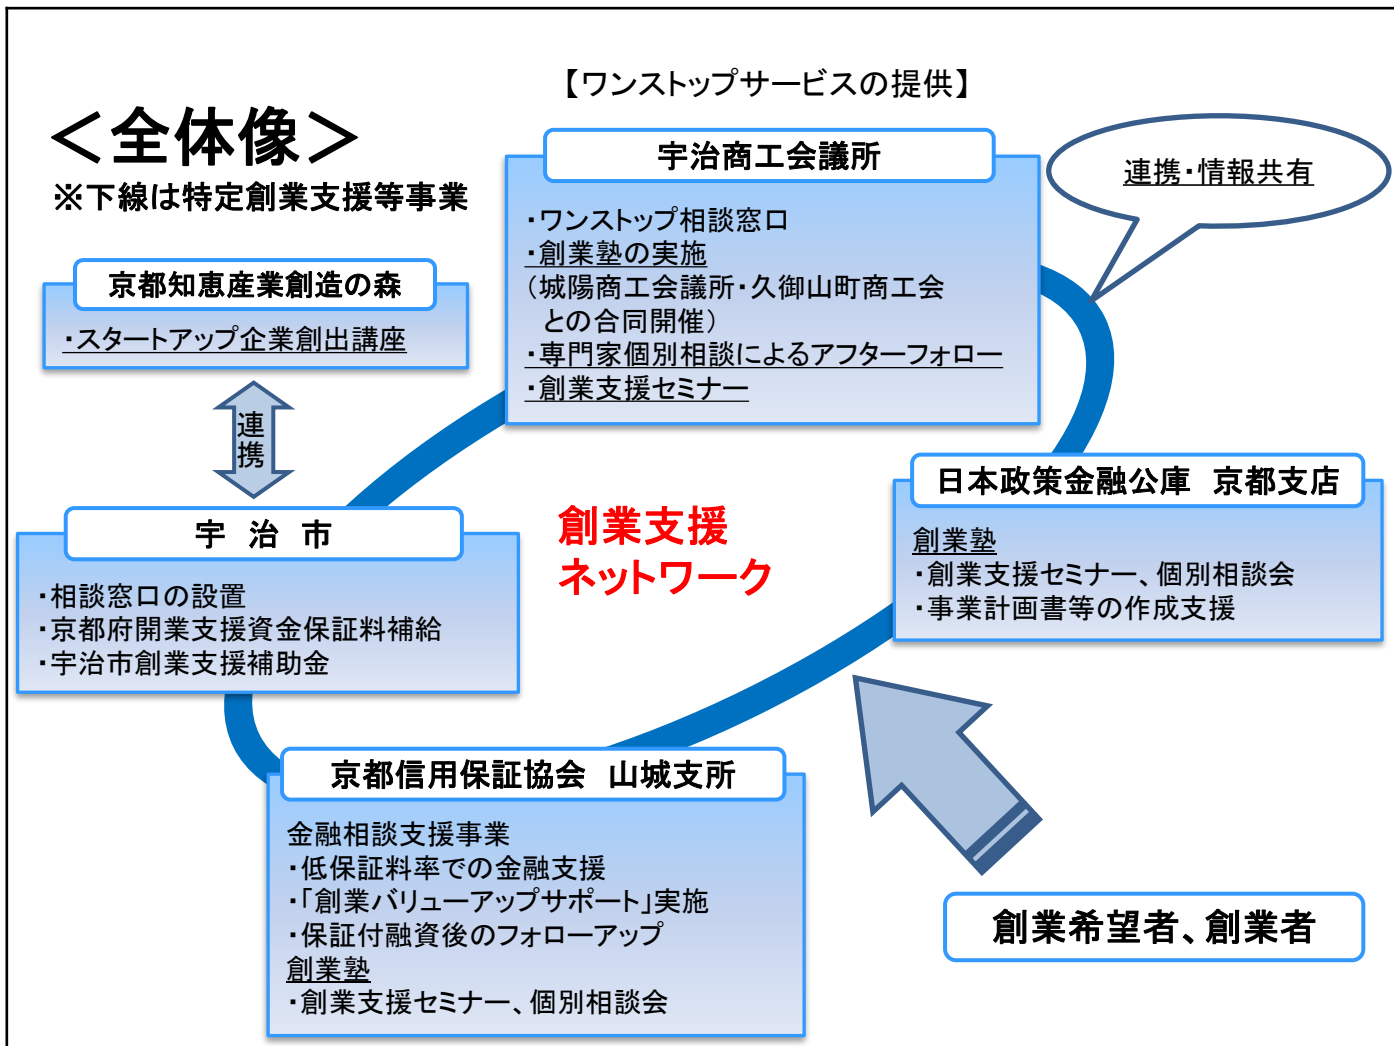 【ワンストップサービスの提供】
＜全体像＞
※下線は特定創業支援等事業
宇治商工会議所
・ワンストップ相談窓口
・創業塾の実施
（城陽商工会議所・久御山町商工会
との合同開催）
・専門家個別相談によるアフターフォロー
・創業支援セミナー
連携・情報共有
京都知恵産業創造の森
・スタートアップ企業創出講座
連携
宇　治　市
・相談窓口の設置
・京都府開業支援資金保証料補給
・宇治市創業支援補助金
創業支援
ネットワーク
日本政策金融公庫　京都支店
創業塾
・創業支援セミナー、個別相談会
・事業計画書等の作成支援
京都信用保証協会　山城支所
金融相談支援事業
・低保証料率での金融支援
・「創業バリューアップサポート」実施
・保証付融資後のフォローアップ
創業塾
・創業支援セミナー、個別相談会
創業希望者、創業者